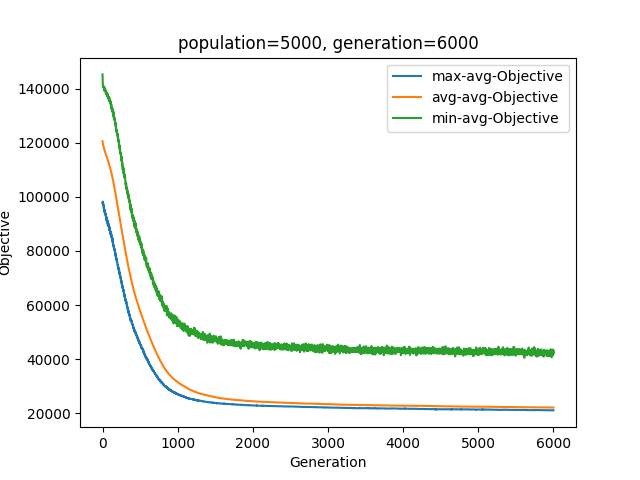 population=5000, generation=6000
max-avg-Objective
avg-avg-Objective
min-avg-Objective
Objective
140000
120000
100000
80000
60000
40000
20000
0 1000 2000 3000 4000 5000 6000
Generation